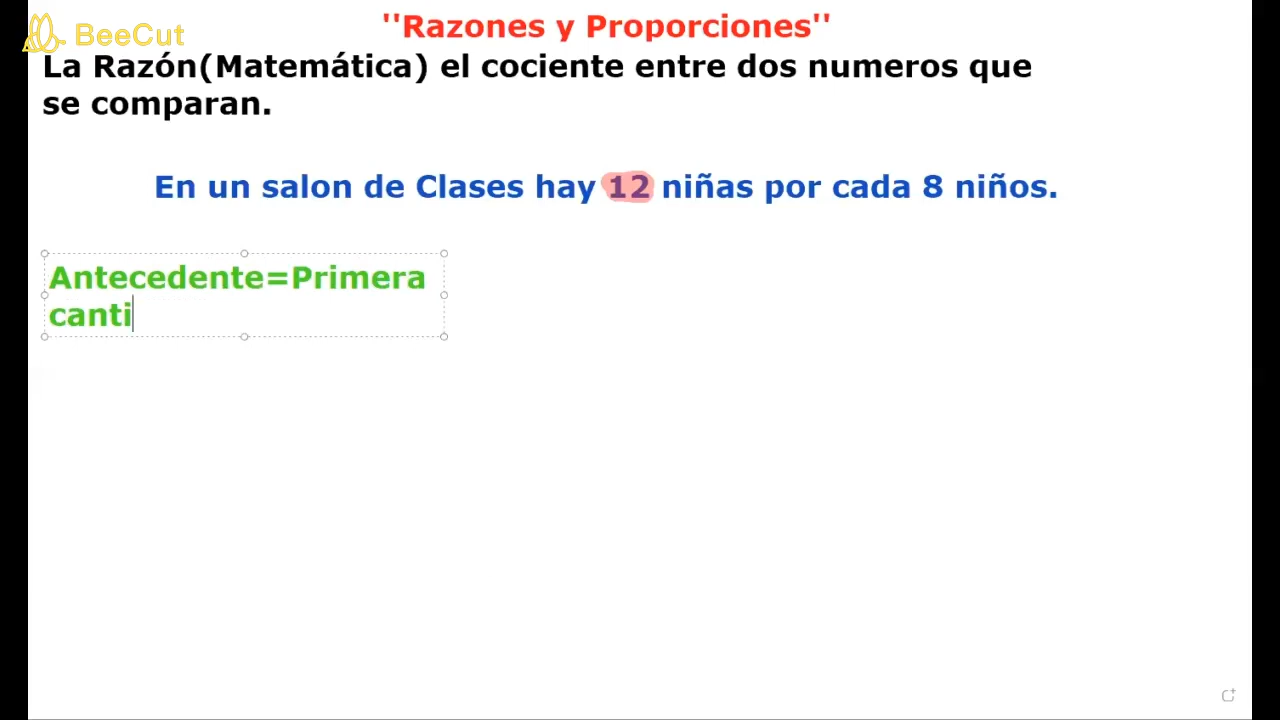 BeeCut
''Razones y Proporciones''
La Razón(Matemática) el cociente entre dos numeros que
se comparan.
En un salon de Clases hay 12 niñas por cada 8 niños.
Antecedente=Primera
canti